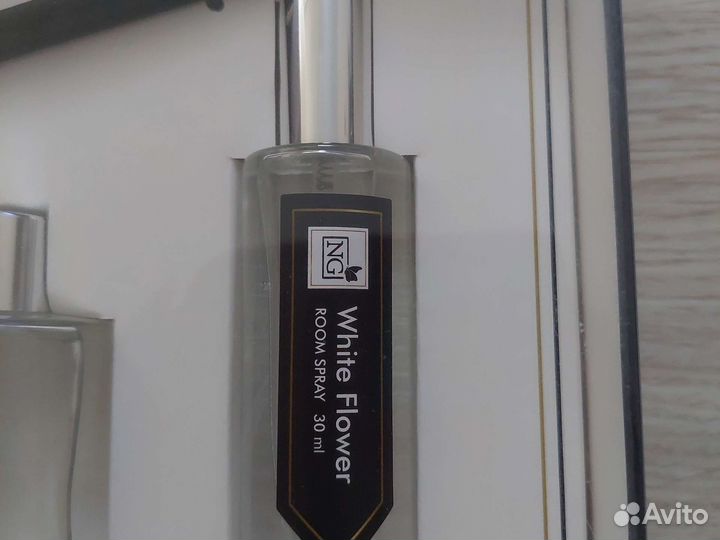 NG
White Flower
ROOM SPRAY 30 ml
Avito